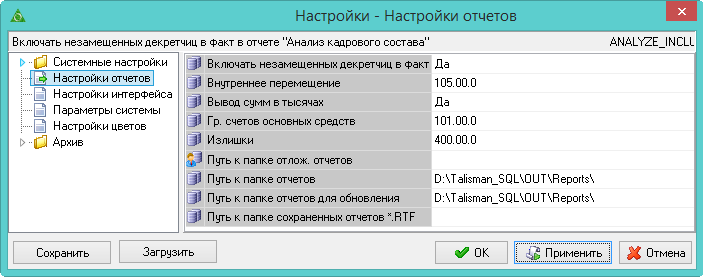 Настройки - Настройки отчетов
Включать незамещенных декретчиц в факт в отчете "Анализ кадрового состава" ANALYZE_INCLU
Системные настройки
Настройки отчетов
Настройки интерфейса
Параметры системы
Настройки цветов
Архив
Включать незамещенных декретчиц в факт Да
Внутреннее перемещение 105.00.0
Вывод сумм в тысячах Да
Гр. счетов основных средств 101.00.0
Излишки 400.00.0
Путь к папке отлож. отчетов
Путь к папке отчетов D:\Talisman_SQL\OUT\Reports\
Путь к папке отчетов для обновления D:\Talisman_SQL\OUT\Reports\
Путь к папке сохраненных отчетов *.RTF
Сохранить Загрузить OK Применить Отмена